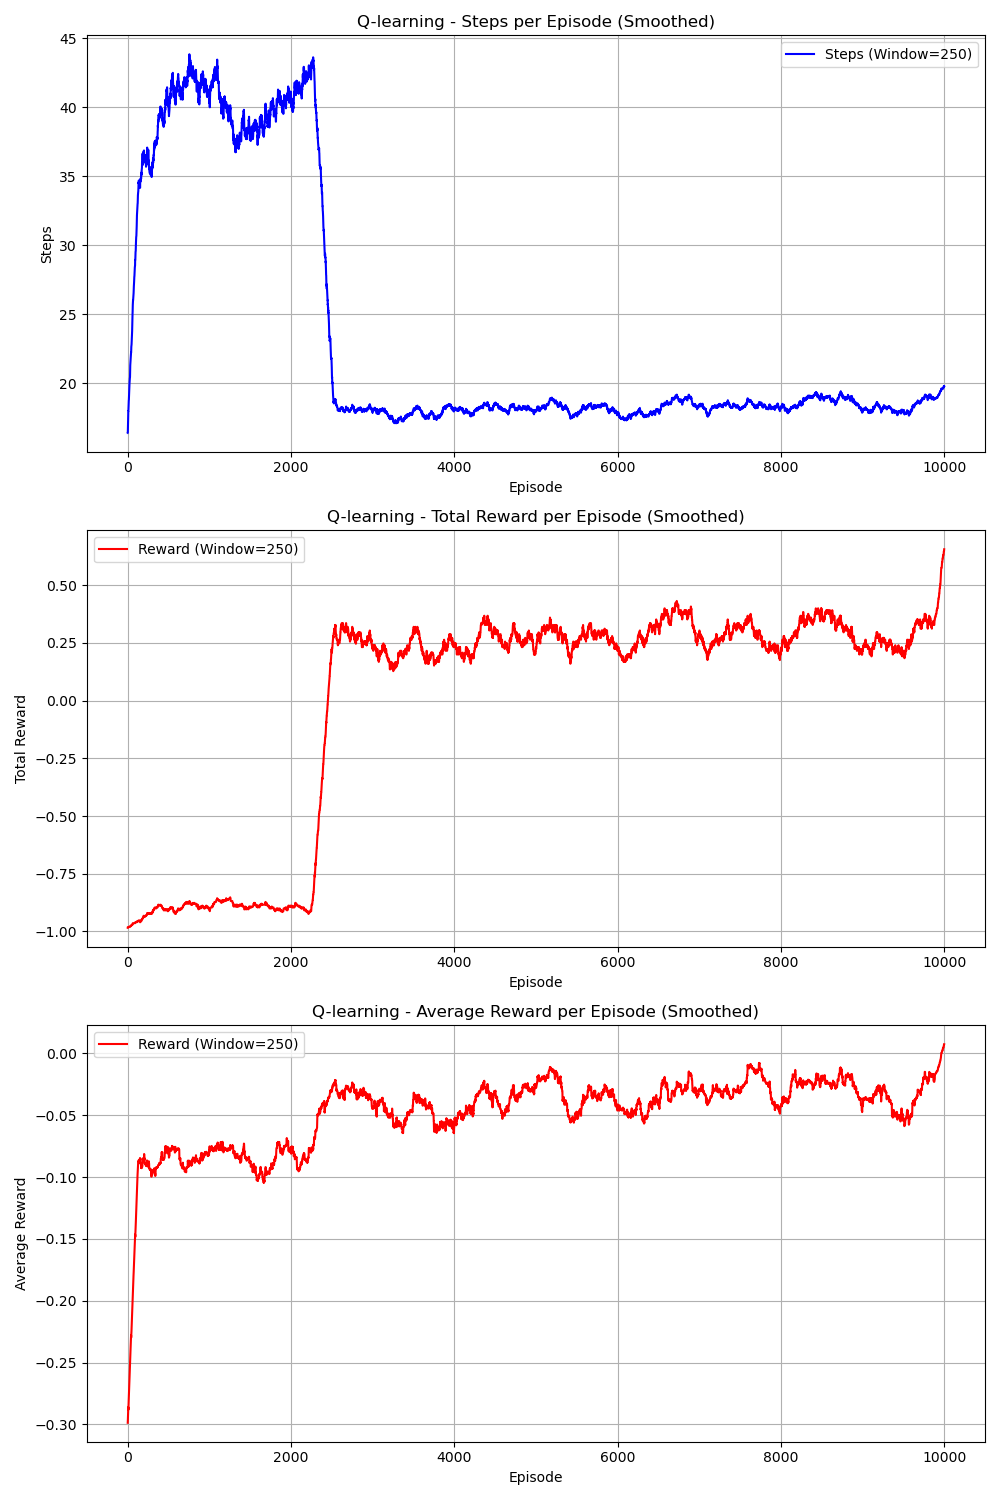 Q-learning - Steps per Episode (Smoothed)
45
40
35
30
25
20
Steps
Steps (Window=250)
0 2000 4000 6000 8000 10000
Episode
Q-learning - Total Reward per Episode (Smoothed)
Reward (Window=250)
0.50
0.25
0.00
−0.25
−0.50
−0.75
−1.00
Total Reward
0 2000 4000 6000 8000 10000
Episode
Q-learning - Average Reward per Episode (Smoothed)
Reward (Window=250)
0.00
−0.05
−0.10
−0.15
−0.20
−0.25
−0.30
Average Reward
0 2000 4000 6000 8000 10000
Episode